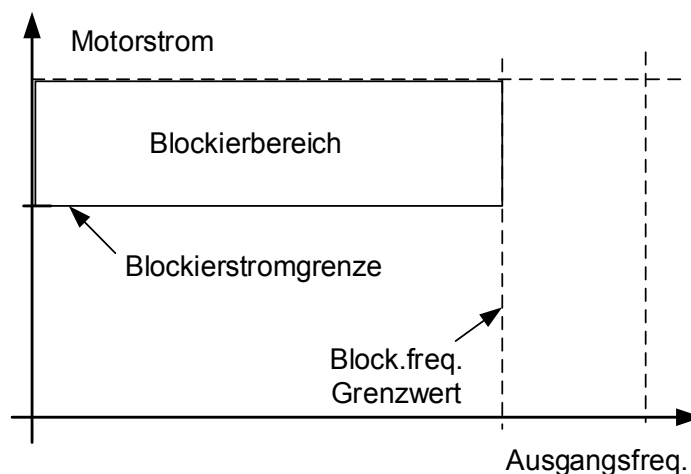 Motorstrom
Blockierbereich
Blockierstromgrenze
Block.freq.
Grenzwert
Ausgangsfreq.